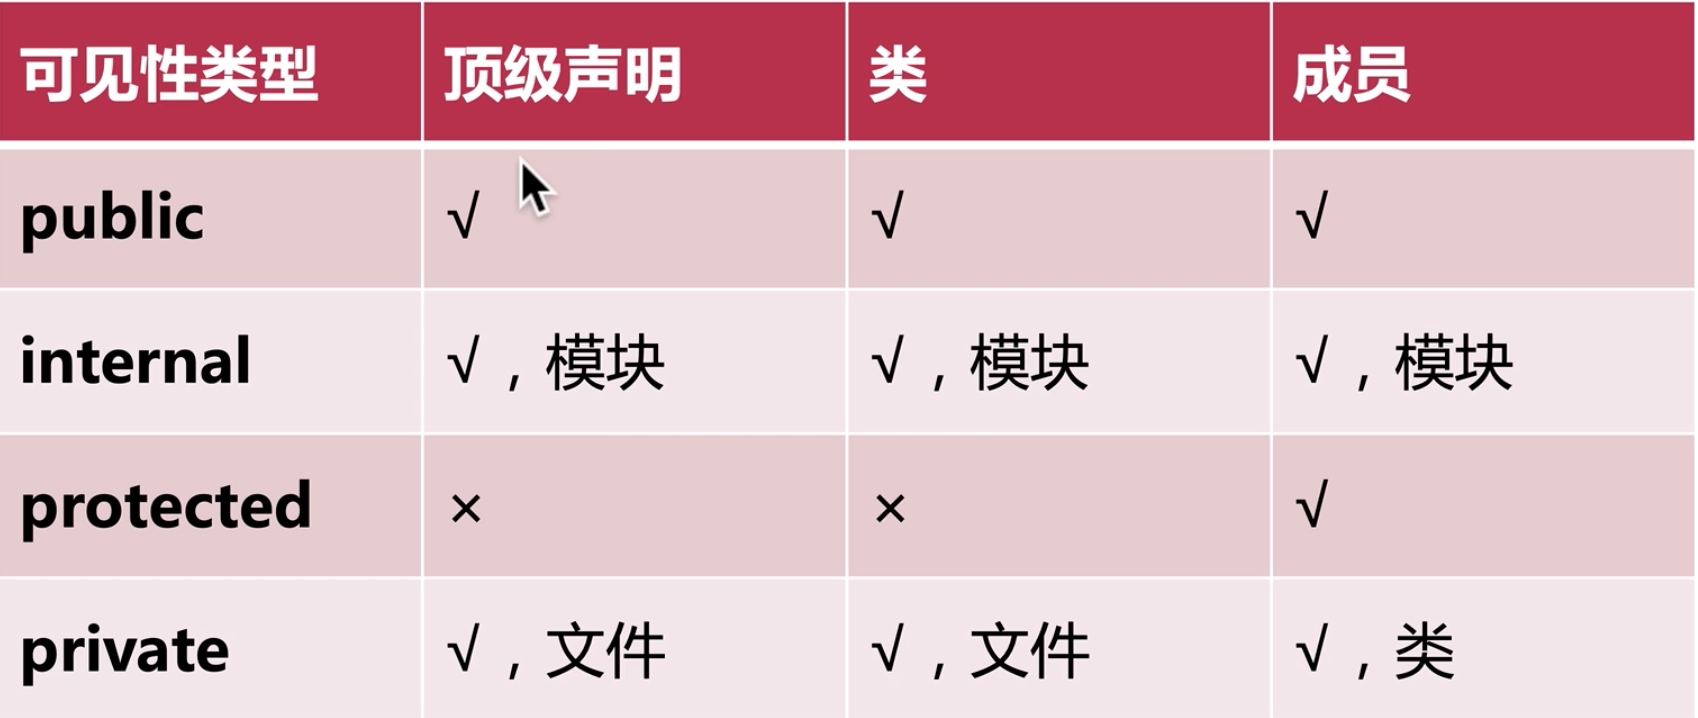 可见性类型 顶级声明 类 成员
public √ √ √
internal √ , 模块 √ , 模块 √ , 模块
protected × × √
private √ , 文件 √ , 文件 √ , 类